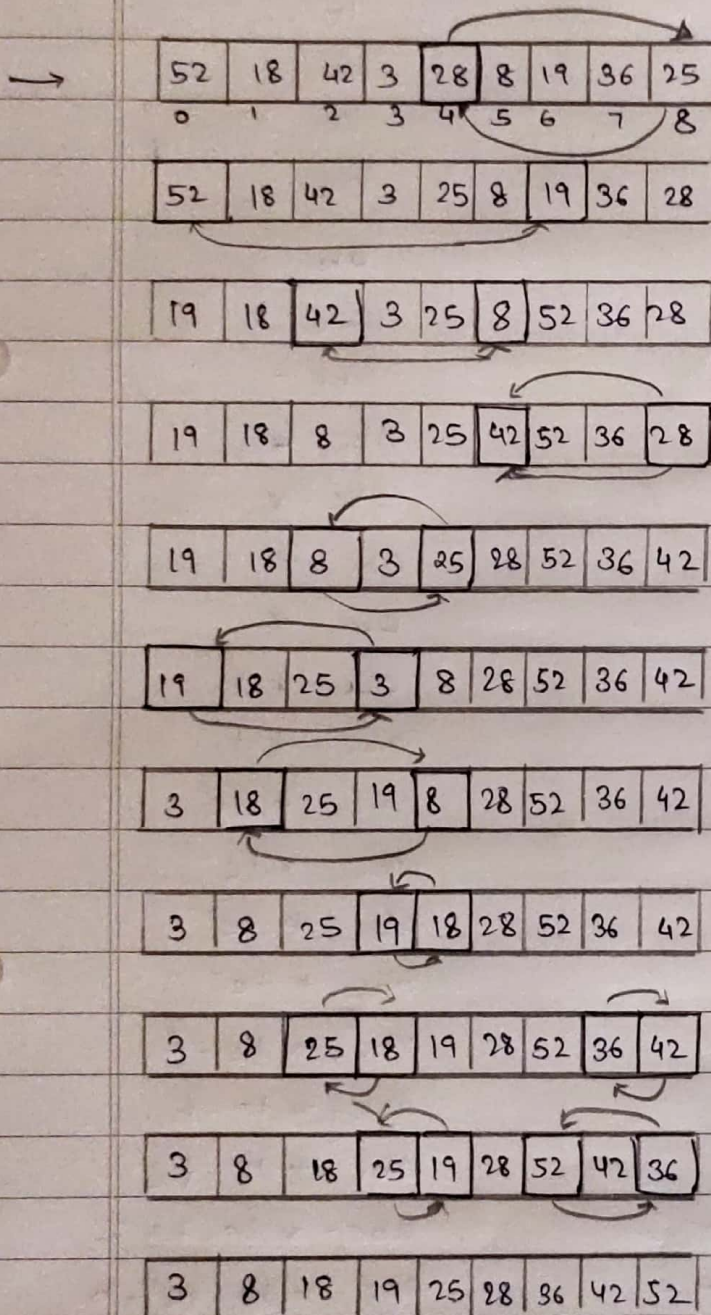 52 18 42 3 28 8 19 36 25
0 1 2 3 4 5 6 7 8
52 18 42 3 25 8 19 36 28
19 18 42 3 25 8 52 36 28
19 18 8 3 25 42 52 36 28
19 18 8 3 25 28 52 36 42
19 18 25 3 8 28 52 36 42
3 18 25 19 8 28 52 36 42
3 8 25 19 18 28 52 36 42
3 8 25 18 19 28 52 36 42
3 8 18 25 19 28 52 42 36
3 8 18 19 25 28 36 42 52